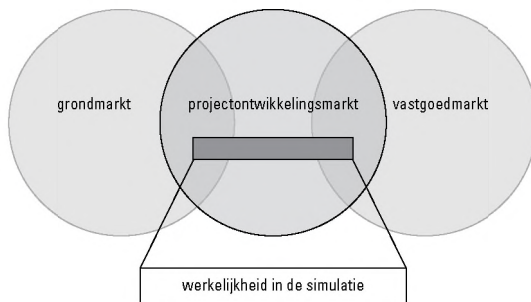 grondmarkt
projectontwikkelingsmarkt
vastgoedmarkt
werkelijkheid in de simulatie